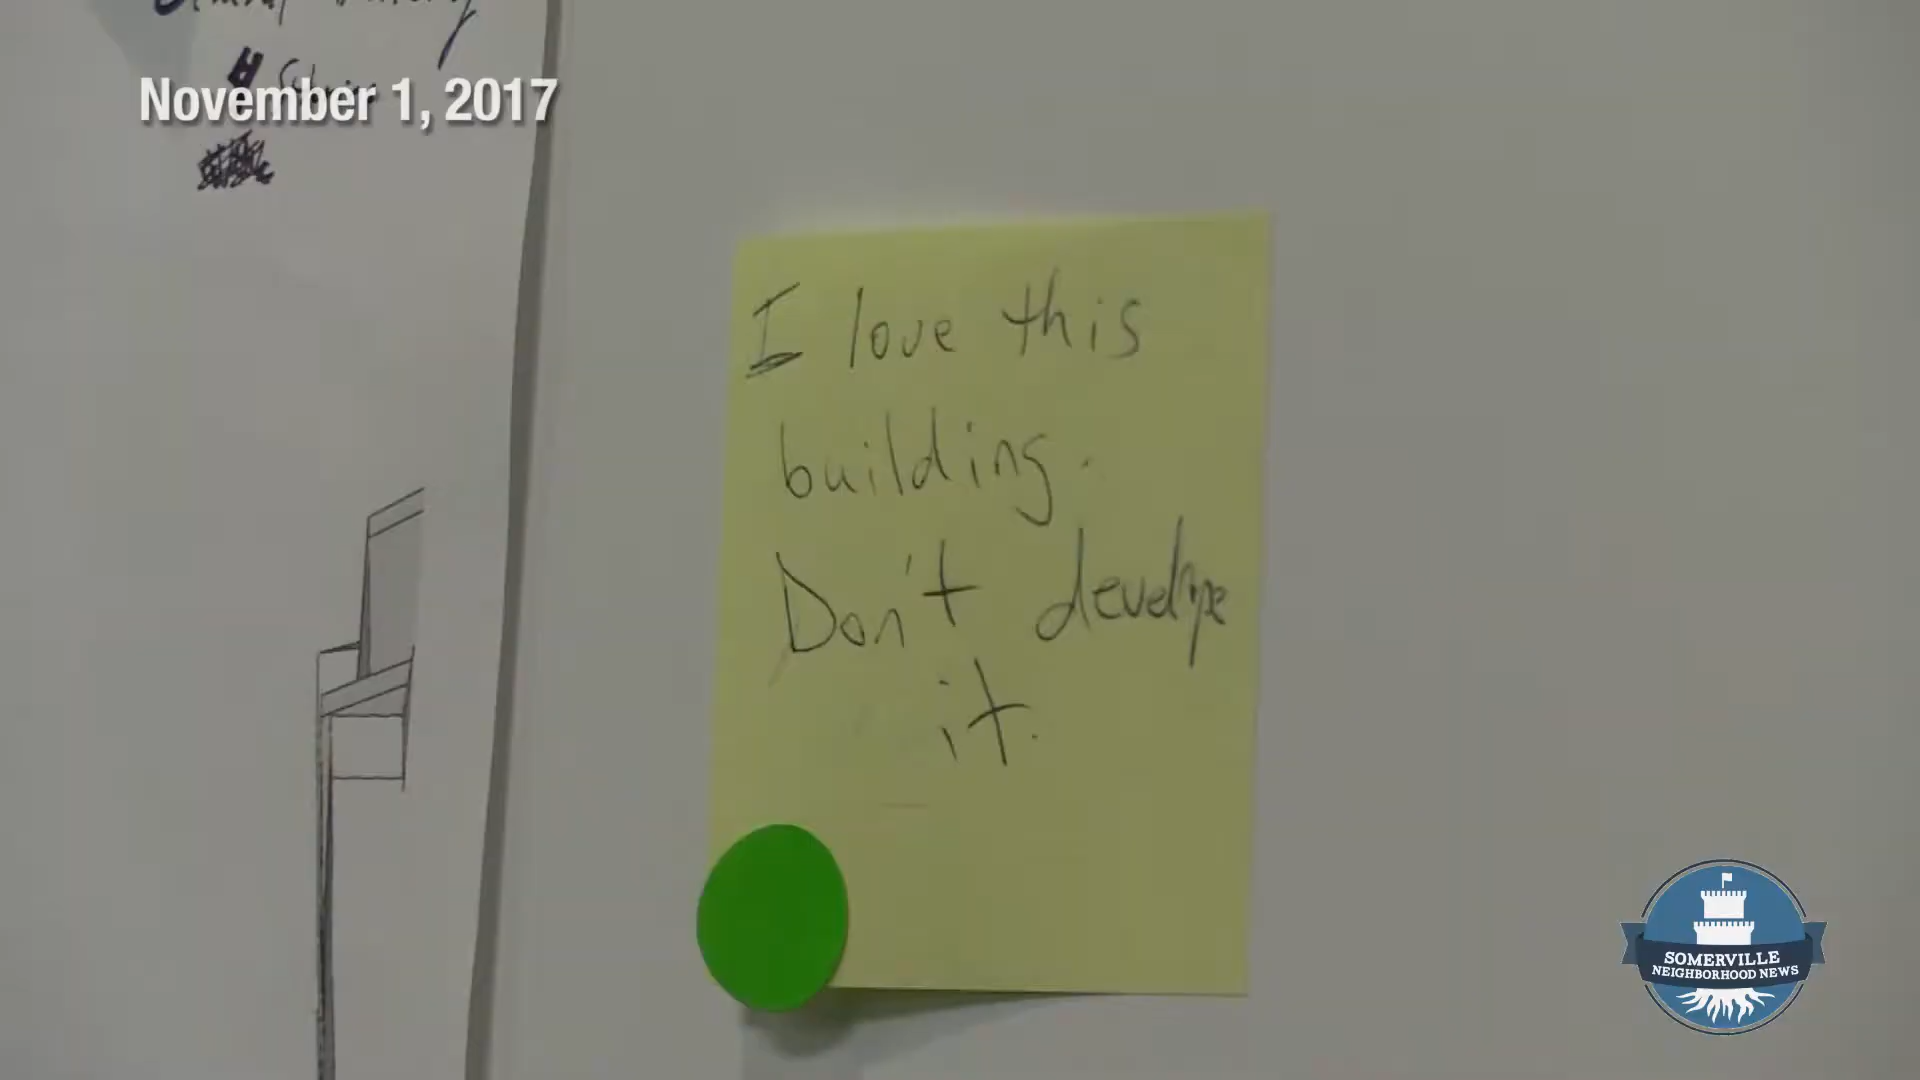 November 1, 2017
I love this
building.
Don't develope
it.
SOMERVILLE
NEIGHBORHOOD NEWS